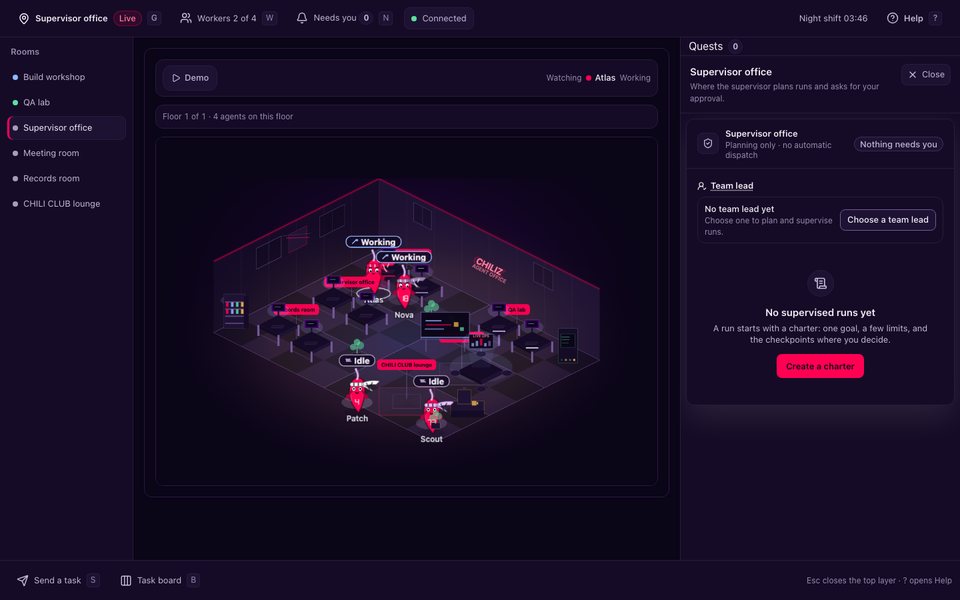 Supervisor office Live G Workers 2 of 4 W Needs you 0 N Connected Night shift 03:46 Help ?
Rooms
Build workshop
QA lab
Supervisor office
Meeting room
Records room
CHILI CLUB lounge
Demo
Watching Atlas Working
Floor 1 of 1 · 4 agents on this floor
Working
Working
CHILIZ
AGENT OFFICE
Atlas
Nova
QA lab
Idle
CHILI CLUB lounge
Idle
Patch
Scout
Quests 0
Supervisor office
Close
Where the supervisor plans runs and asks for your
approval.
Supervisor office
Planning only · no automatic
dispatch
Nothing needs you
Team lead
No team lead yet
Choose one to plan and supervise
runs.
Choose a team lead
No supervised runs yet
A run starts with a charter: one goal, a few limits, and
the checkpoints where you decide.
Create a charter
Send a task S Task board B Esc closes the top layer · ? opens Help